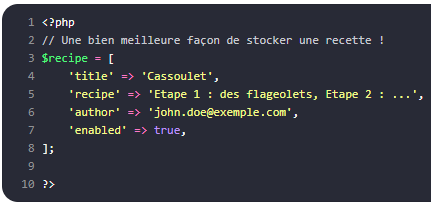 1 <?php
2 // Une bien meilleure façon de stocker une recette !
3 $recipe = [
4 'title' => 'Cassoulet',
5 'recipe' => 'Etape 1 : des flageolets, Etape 2 : ...',
6 'author' => 'john.doe@exemple.com',
7 'enabled' => true,
8 ];
9
10 ?>